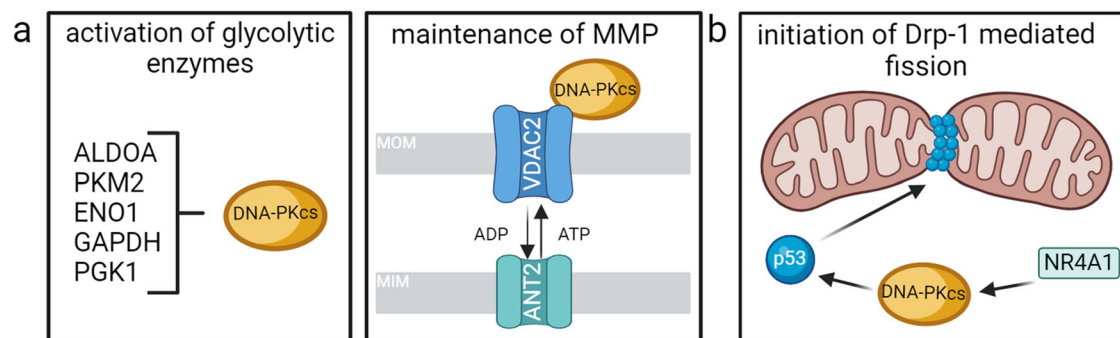 a
activation of glycolytic
enzymes
ALDOA
PKM2
ENO1
GAPDH
PGK1
DNA-PKcs
maintenance of MMP
DNA-PKcs
MOM
VDAC2
ADP
ATP
MIM
ANT2
b
initiation of Drp-1 mediated
fission
p53
DNA-PKcs
NR4A1